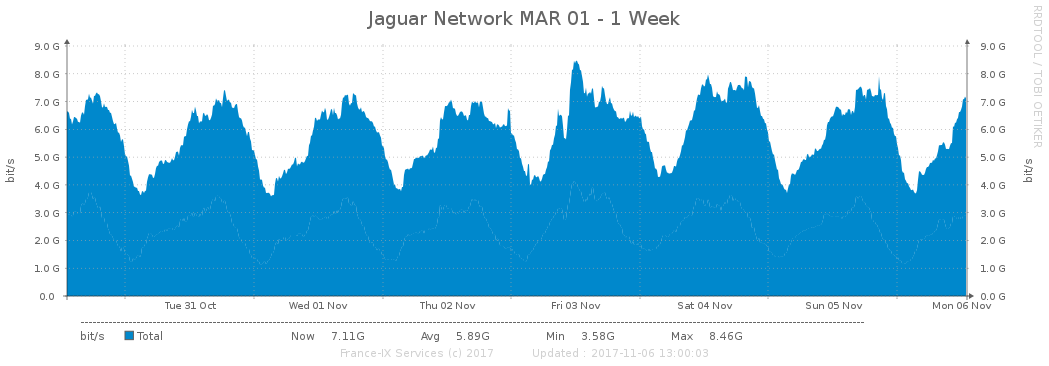 Jaguar Network MAR 01 - 1 Week
RRDTOOL / TOBI OETIKER
bit/s
9.0 G 9.0 G
8.0 G 8.0 G
7.0 G 7.0 G
6.0 G 6.0 G
5.0 G 5.0 G
4.0 G 4.0 G
3.0 G 3.0 G
2.0 G 2.0 G
1.0 G 1.0 G
0.0 0.0 G
bit/s
Tue 31 Oct Wed 01 Nov Thu 02 Nov Fri 03 Nov Sat 04 Nov Sun 05 Nov Mon 06 Nov
bit/s Total Now 7.11G Avg 5.89G Min 3.58G Max 8.46G
France-IX Services (c) 2017 Updated : 2017-11-06 13:00:03